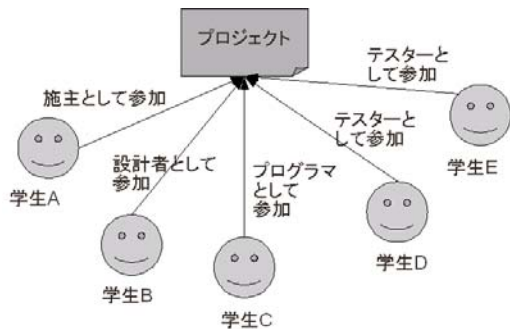 プロジェクト
テスターと
して参加
施主として参加
テスターと
して参加
設計者として
参加
プログラマ
として
参加
学生E
学生A
学生D
学生B
学生C